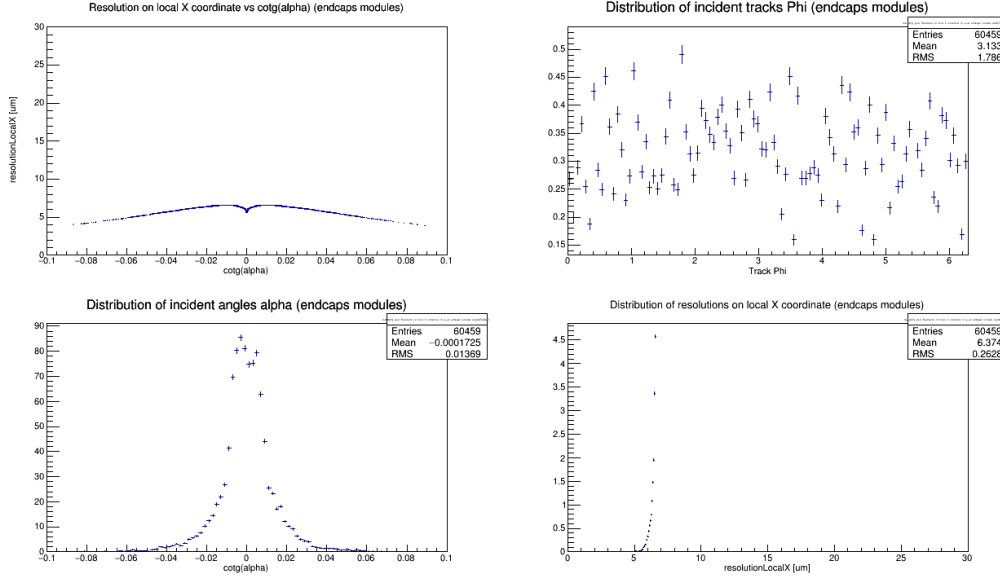 Resolution on local X coordinate vs cotg(alpha) (endcaps modules)
resolutionLocalX [um]
30
25
20
15
10
5
0
−0.1 −0.08 −0.06 −0.04 −0.02 0 0.02 0.04 0.06 0.08 0.1
cotg(alpha)
Distribution of incident tracks Phi (endcaps modules)
Entries 60459
Mean 3.133
RMS 1.786
0.5
0.45
0.4
0.35
0.3
0.25
0.2
0.15
0 1 2 3 4 5 6
Track Phi
Distribution of incident angles alpha (endcaps modules)
Entries 60459
Mean −0.0001725
RMS 0.01369
90
80
70
60
50
40
30
20
10
0
−0.1 −0.08 −0.06 −0.04 −0.02 0 0.02 0.04 0.06 0.08 0.1
cotg(alpha)
Distribution of resolutions on local X coordinate (endcaps modules)
Entries 60459
Mean 6.374
RMS 0.2628
4.5
4
3.5
3
2.5
2
1.5
1
0.5
0
0 5 10 15 20 25 30
resolutionLocalX [um]